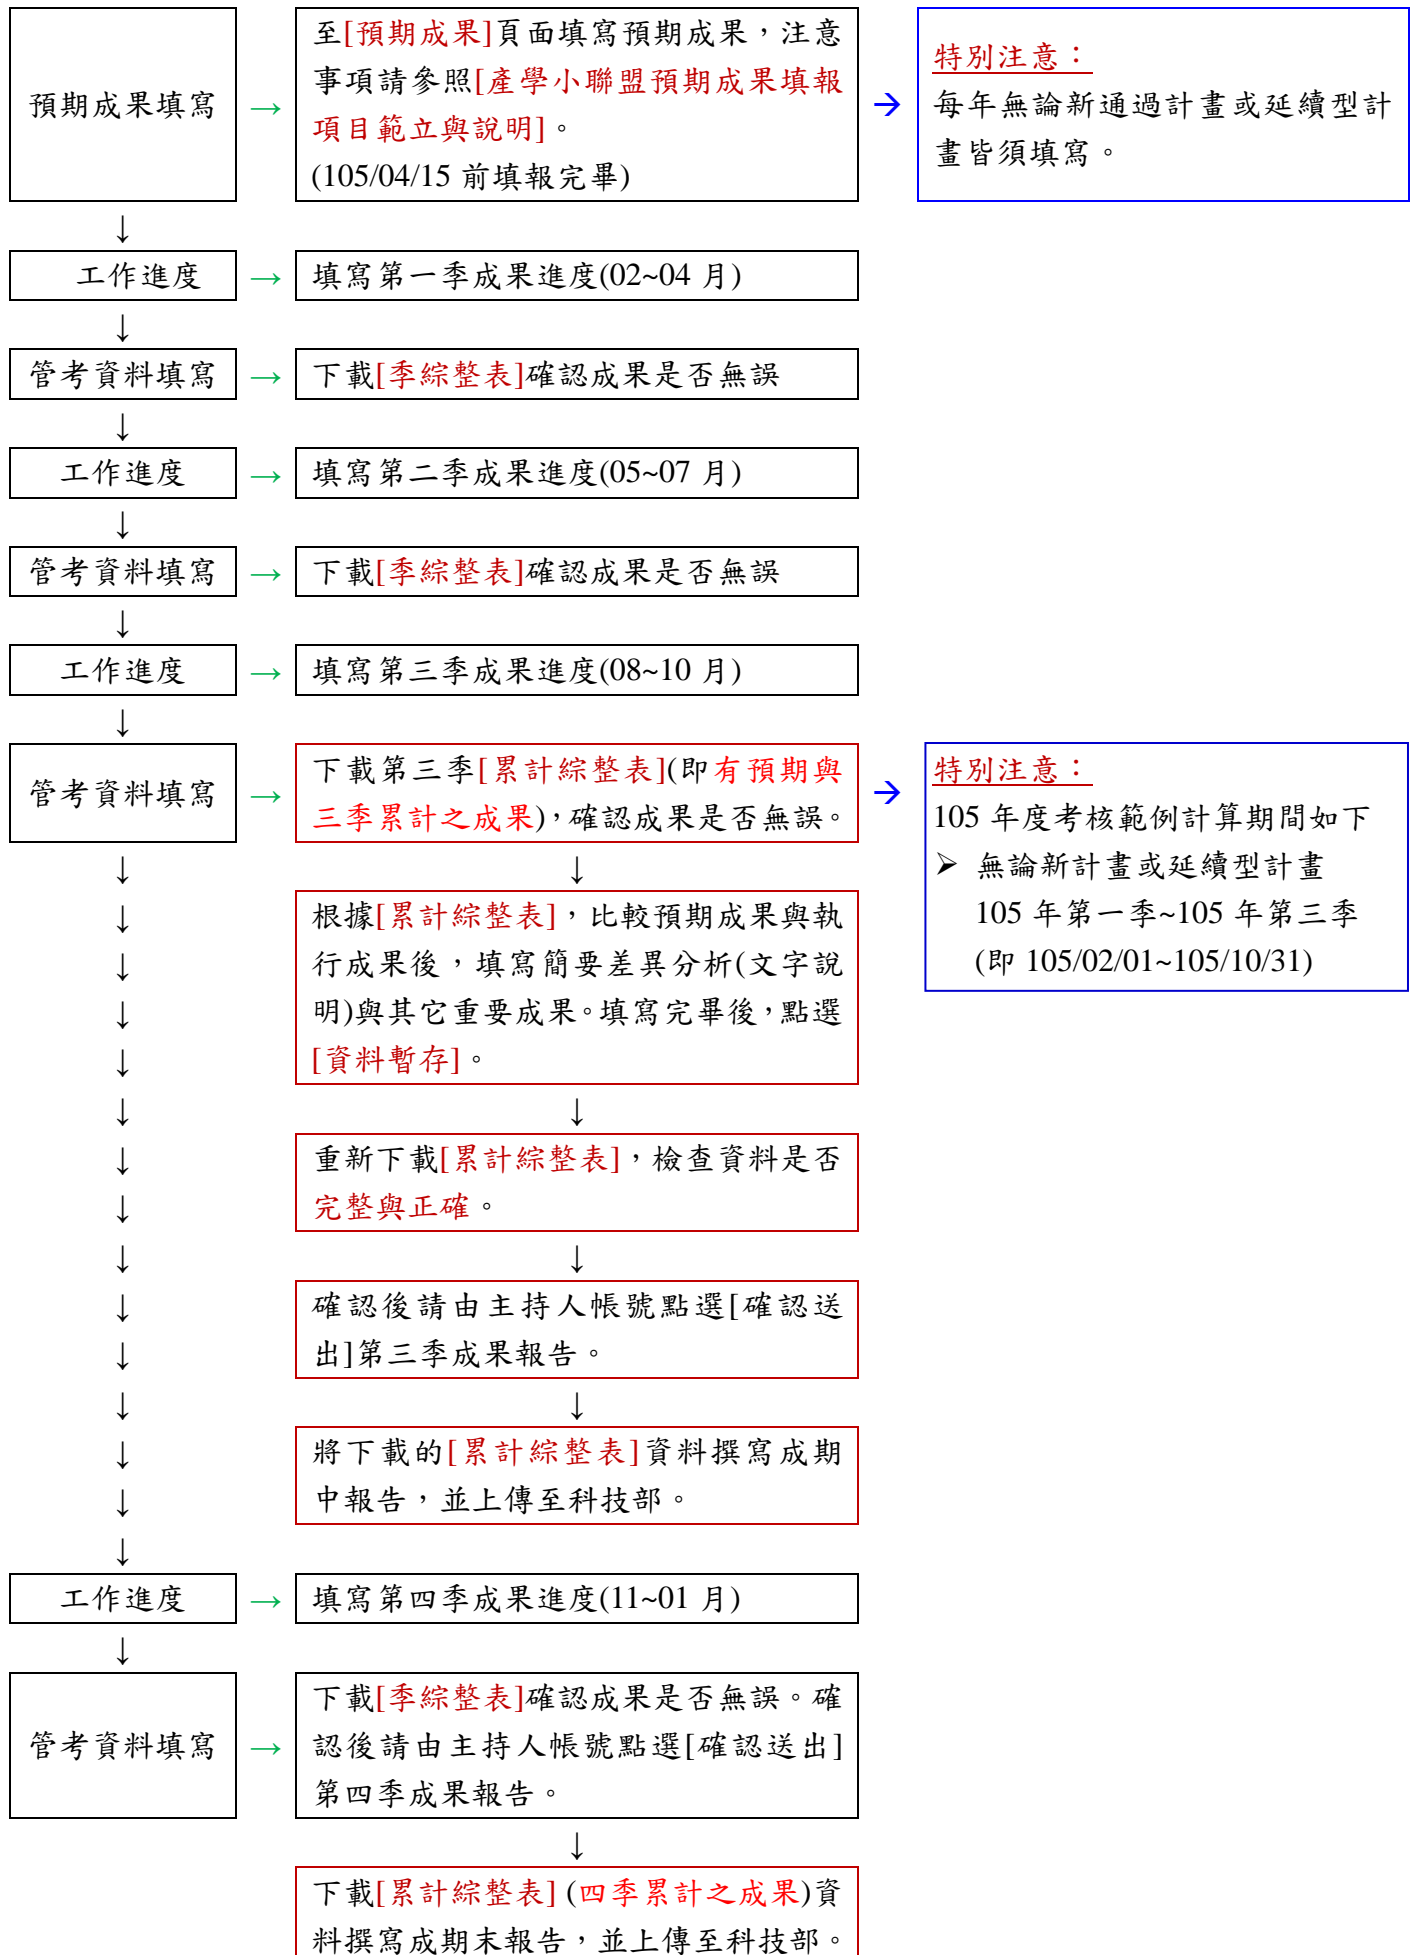 預期成果填寫
→
至[預期成果]頁面填寫預期成果，注意
事項請參照[產學小聯盟預期成果填報
項目範立與說明]。
(105/04/15 前填報完畢)
→
特別注意：
每年無論新通過計畫或延續型計
畫皆須填寫。
↓
工作進度
→
填寫第一季成果進度(02~04 月)
↓
管考資料填寫
→
下載[季綜整表]確認成果是否無誤
↓
工作進度
→
填寫第二季成果進度(05~07 月)
↓
管考資料填寫
→
下載[季綜整表]確認成果是否無誤
↓
工作進度
→
填寫第三季成果進度(08~10 月)
↓
管考資料填寫
→
下載第三季[累計綜整表](即有預期與
三季累計之成果)，確認成果是否無誤。
→
特別注意：
105 年度考核範例計算期間如下
➢ 無論新計畫或延續型計畫
105 年第一季~105 年第三季
(即 105/02/01~105/10/31)
↓
根據[累計綜整表]，比較預期成果與執
行成果後，填寫簡要差異分析(文字說
明)與其它重要成果。填寫完畢後，點選
[資料暫存]。
↓
重新下載[累計綜整表]，檢查資料是否
完整與正確。
↓
確認後請由主持人帳號點選[確認送
出]第三季成果報告。
↓
將下載的[累計綜整表]資料撰寫成期
中報告，並上傳至科技部。
↓
工作進度
→
填寫第四季成果進度(11~01 月)
↓
管考資料填寫
→
下載[季綜整表]確認成果是否無誤。確
認後請由主持人帳號點選[確認送出]
第四季成果報告。
↓
下載[累計綜整表] (四季累計之成果)資
料撰寫成期末報告，並上傳至科技部。